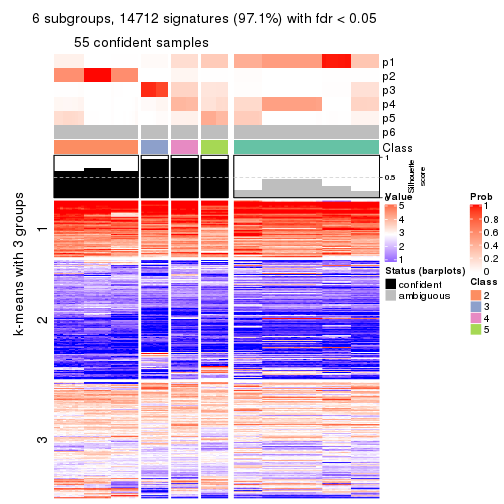 6 subgroups, 14712 signatures (97.1%) with fdr < 0.05
55 confident samples
p1
p2
p3
p4
p5
p6
Class
1
0.5
0
Silhouette
score
k-means with 3 groups
1
2
3
Value
5
4
3
2
1
Status (barplots)
confident
ambiguous
Prob
1
0.8
0.6
0.4
0.2
0
Class
2
3
4
5